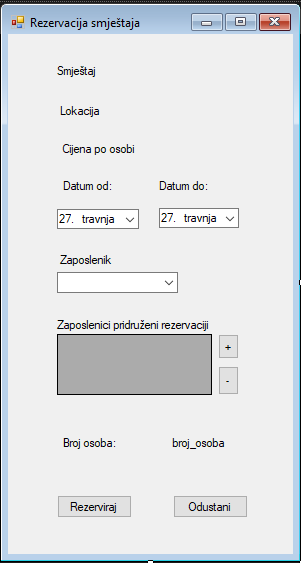 Rezervacija smještaja
Smještaj
Lokacija
Cijena po osobi
Datum od: Datum do:
27. travnja 27. travnja
Zaposlenik
Zaposlenici pridruženi rezervaciji
+
-
Broj osoba: broj_osoba
Rezerviraj Odustani